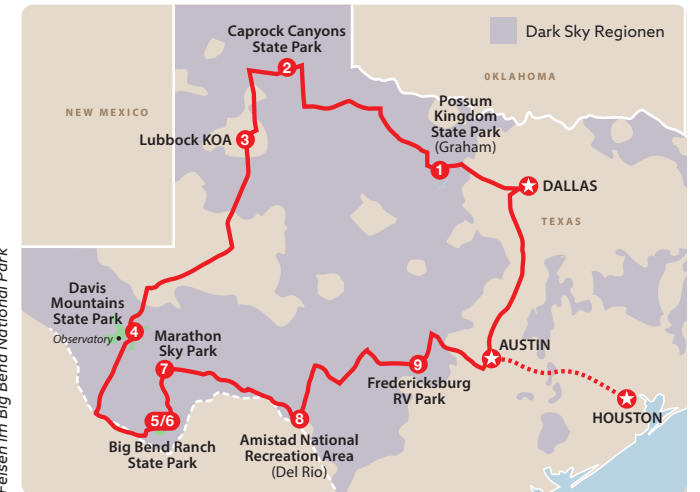 Caprock Canyons
State Park
2
Dark Sky Regionen
OKLAHOMA
NEW MEXICO
Possum
Kingdom
State Park
(Graham)
Lubbock KOA 3
1
DALLAS
TEXAS
Davis
Mountains
State Park
4
Observatory
Marathon
Sky Park
7
AUSTIN
9
Fredericksburg
RV Park
HOUSTON
5/6
Big Bend Ranch
State Park
8
Amistad National
Recreation Area
(Del Rio)
Felsen im Big Bend National Park